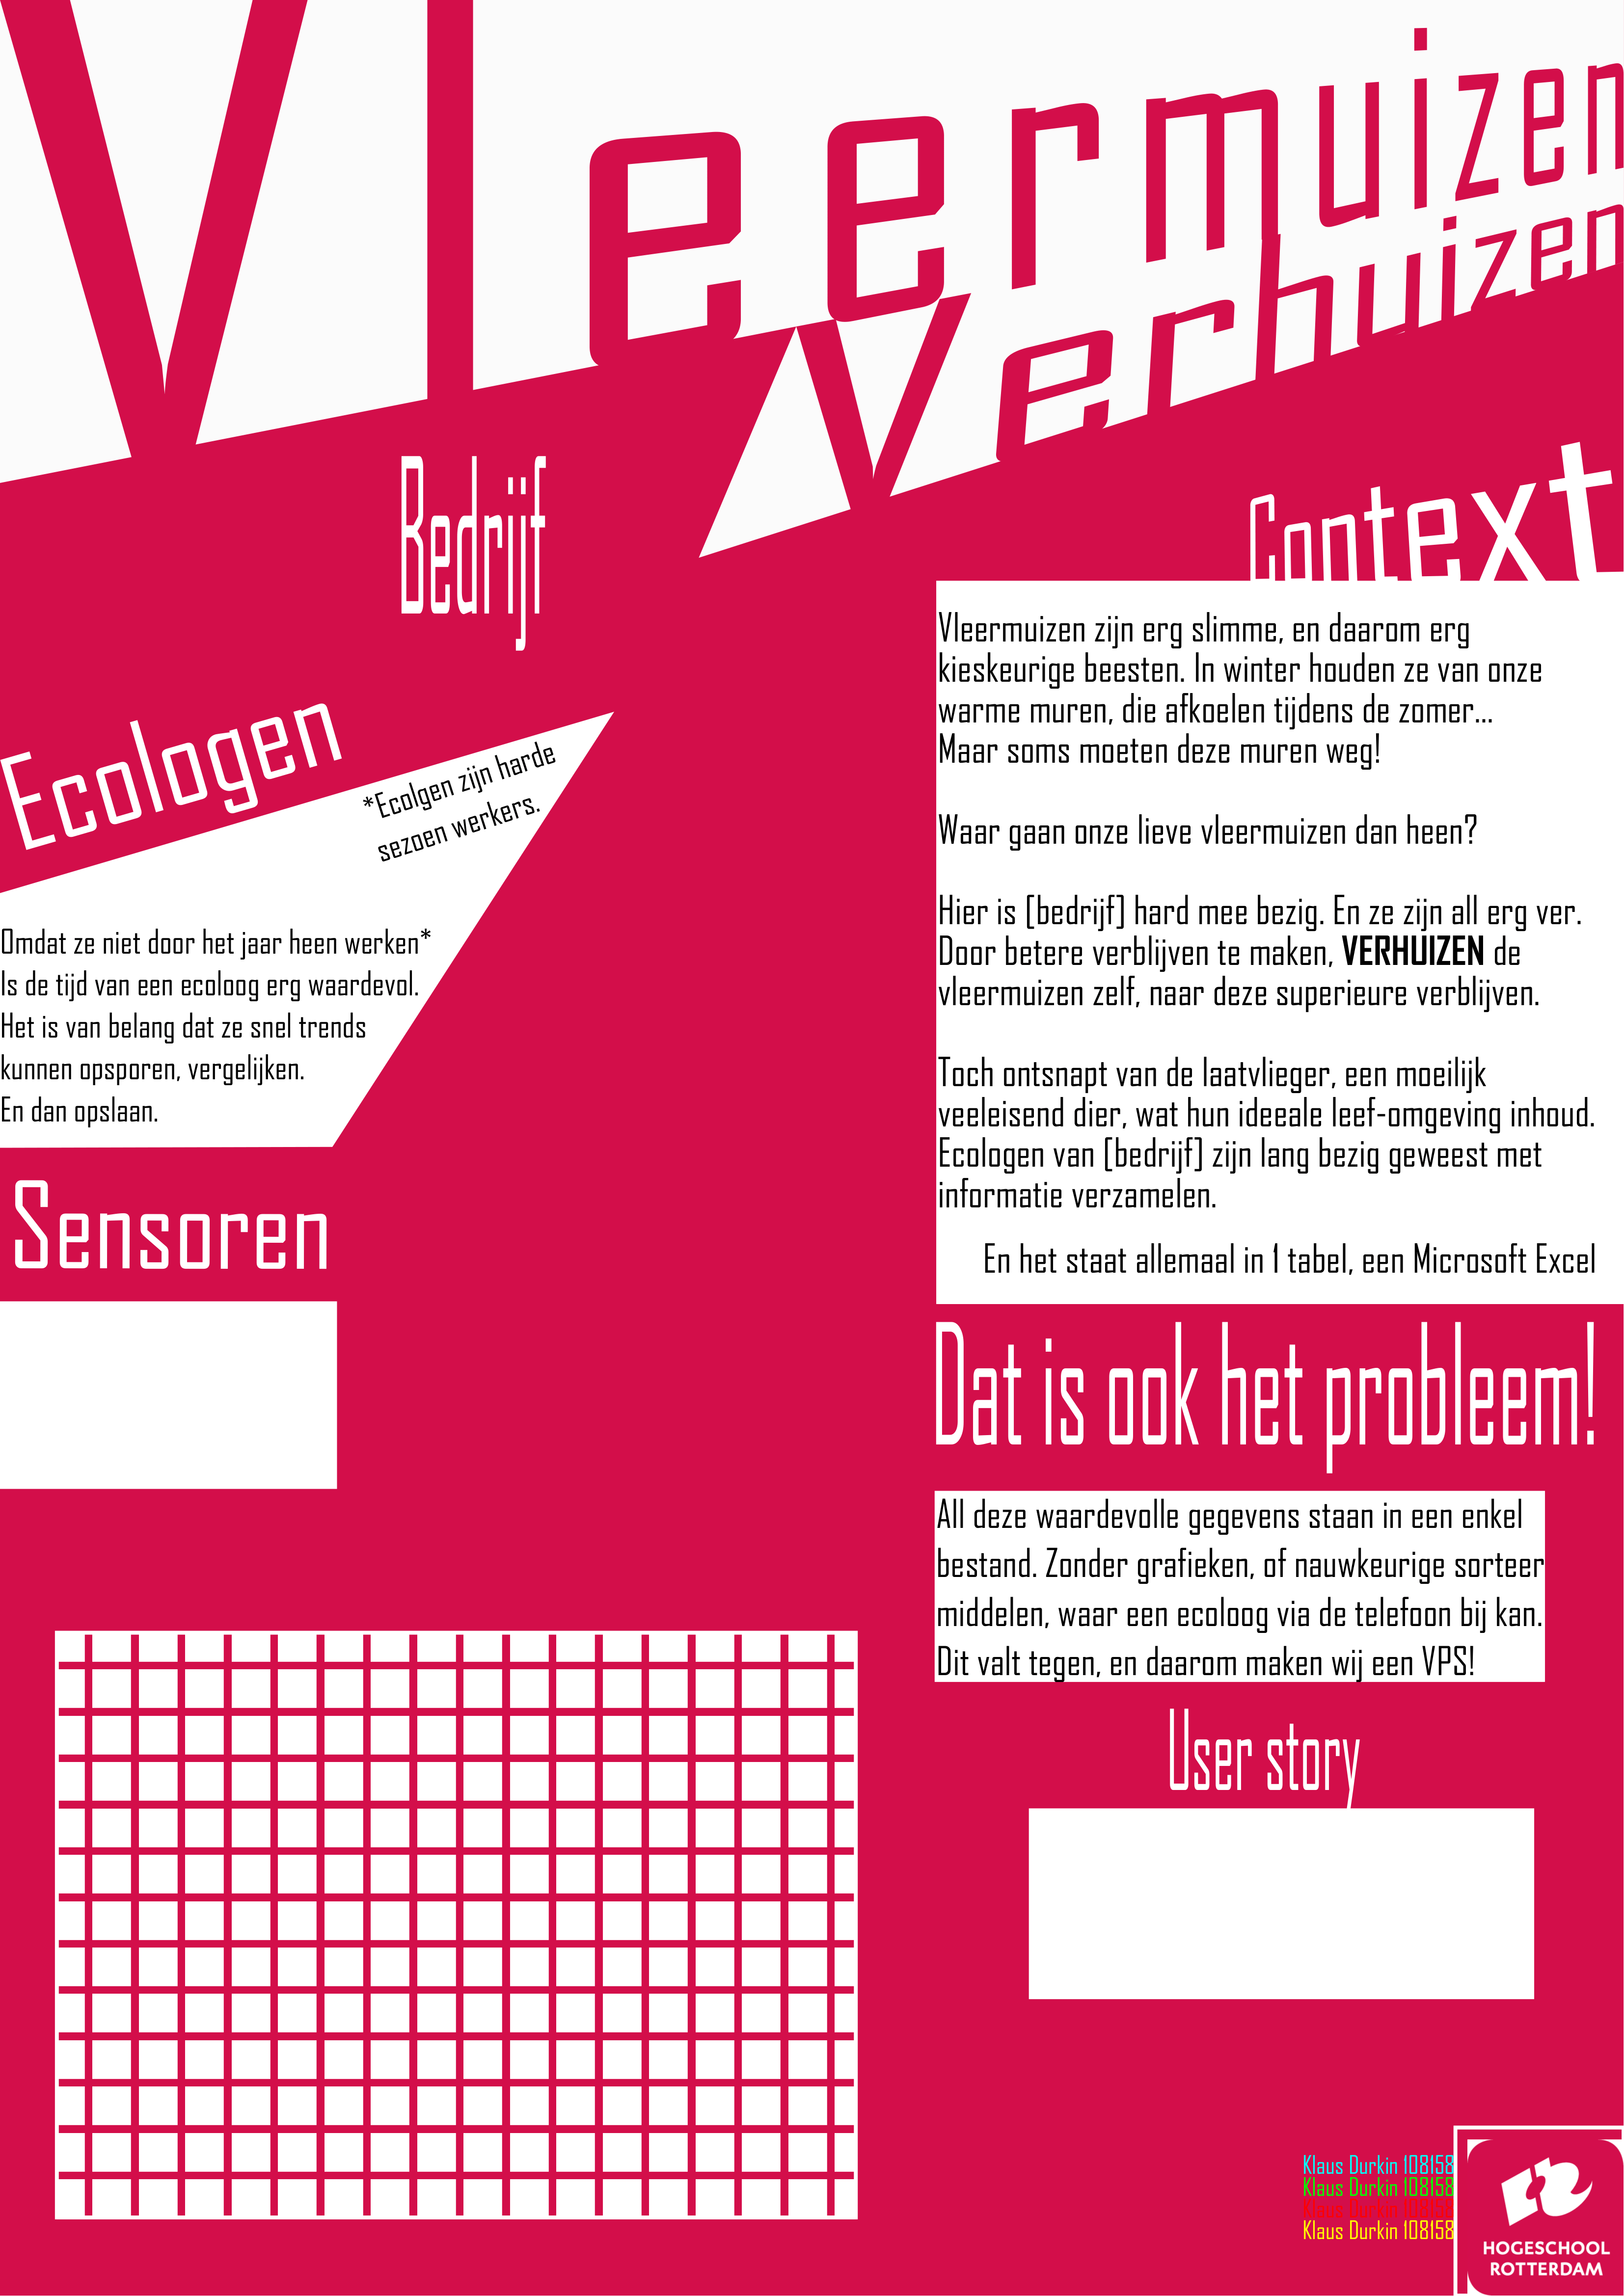 Vleermuizen
Verhuizen
Bedrijf
Ecologen
*Ecolgen zijn harde
sezoen werkers.
Omdat ze niet door het jaar heen werken*
Is de tijd van een ecoloog erg waardevol.
Het is van belang dat ze snel trends
kunnen opsporen, vergelijken.
En dan opslaan.
Sensoren
Context
Vleermuizen zijn erg slimme, en daarom erg
kieskeurige beesten. In winter houden ze van onze
warme muren, die afkoelen tijdens de zomer...
Maar soms moeten deze muren weg!
Waar gaan onze lieve vleermuizen dan heen?
Hier is [bedrijf] hard mee bezig. En ze zijn all erg ver.
Door betere verblijven te maken, VERHUIZEN de
vleermuizen zelf, naar deze superieure verblijven.
Toch ontsnapt van de laatvlieger, een moeilijk
veeleisend dier, wat hun ideeale leef-omgeving inhoud.
Ecologen van [bedrijf] zijn lang bezig geweest met
informatie verzamelen.
En het staat allemaal in 1 tabel, een Microsoft Excel
Dat is ook het probleem!
All deze waardevolle gegevens staan in een enkel
bestand. Zonder grafieken, of nauwkeurige sorteer
middelen, waar een ecoloog via de telefoon bij kan.
Dit valt tegen, en daarom maken wij een VPS!
User story
Klaus Durkin 108158
Klaus Durkin 108158
Klaus Durkin 108158
Klaus Durkin 108158
HOGESCHOOL
ROTTERDAM